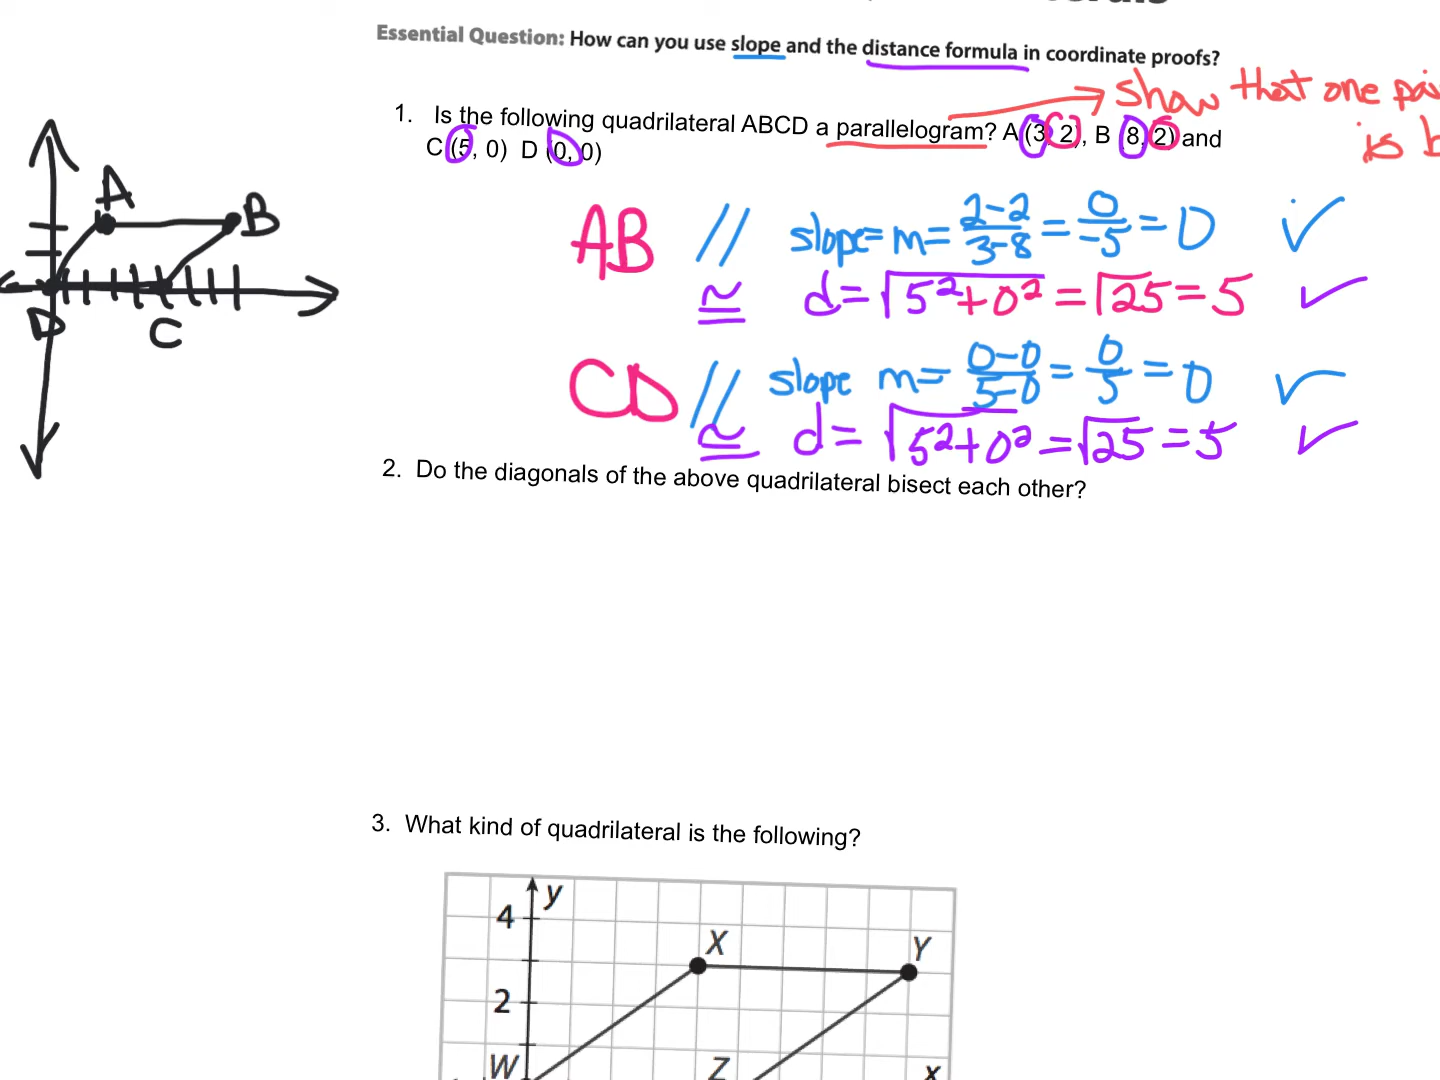 Essential Question: How can you use slope and the distance formula in coordinate proofs?
show that one
is
1. Is the following quadrilateral ABCD a parallelogram? A (3, 2), B (8, 2) and
C (5, 0) D (0, 0)
A
B
D
C
AB // slope= m= 2-2/3-8 = 0/-5 = 0 ✓
≅ d= √5²+0² = √25 = 5 ✓
CD // slope m= 0-0/5-0 = 0/5 = 0 ✓
≅ d= √5²+0² = √25 = 5 ✓
2. Do the diagonals of the above quadrilateral bisect each other?
3. What kind of quadrilateral is the following?
y
4
X
Y
2
W
Z
x